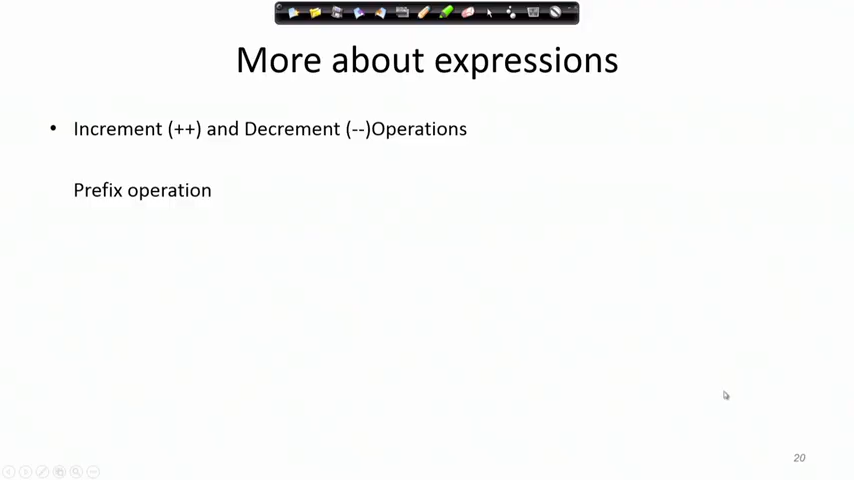 More about expressions
• Increment (++) and Decrement (--)Operations
Prefix operation
20